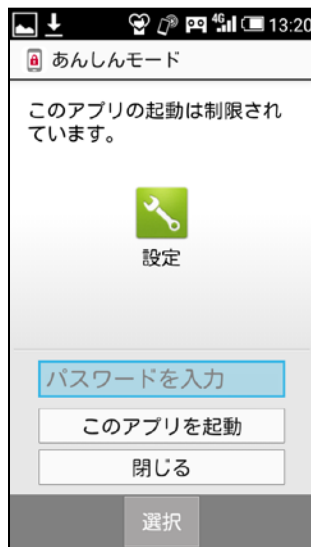 4G 13:20
あんしんモード
このアプリの起動は制限され
ています。
設定
パスワードを入力
このアプリを起動
閉じる
選択